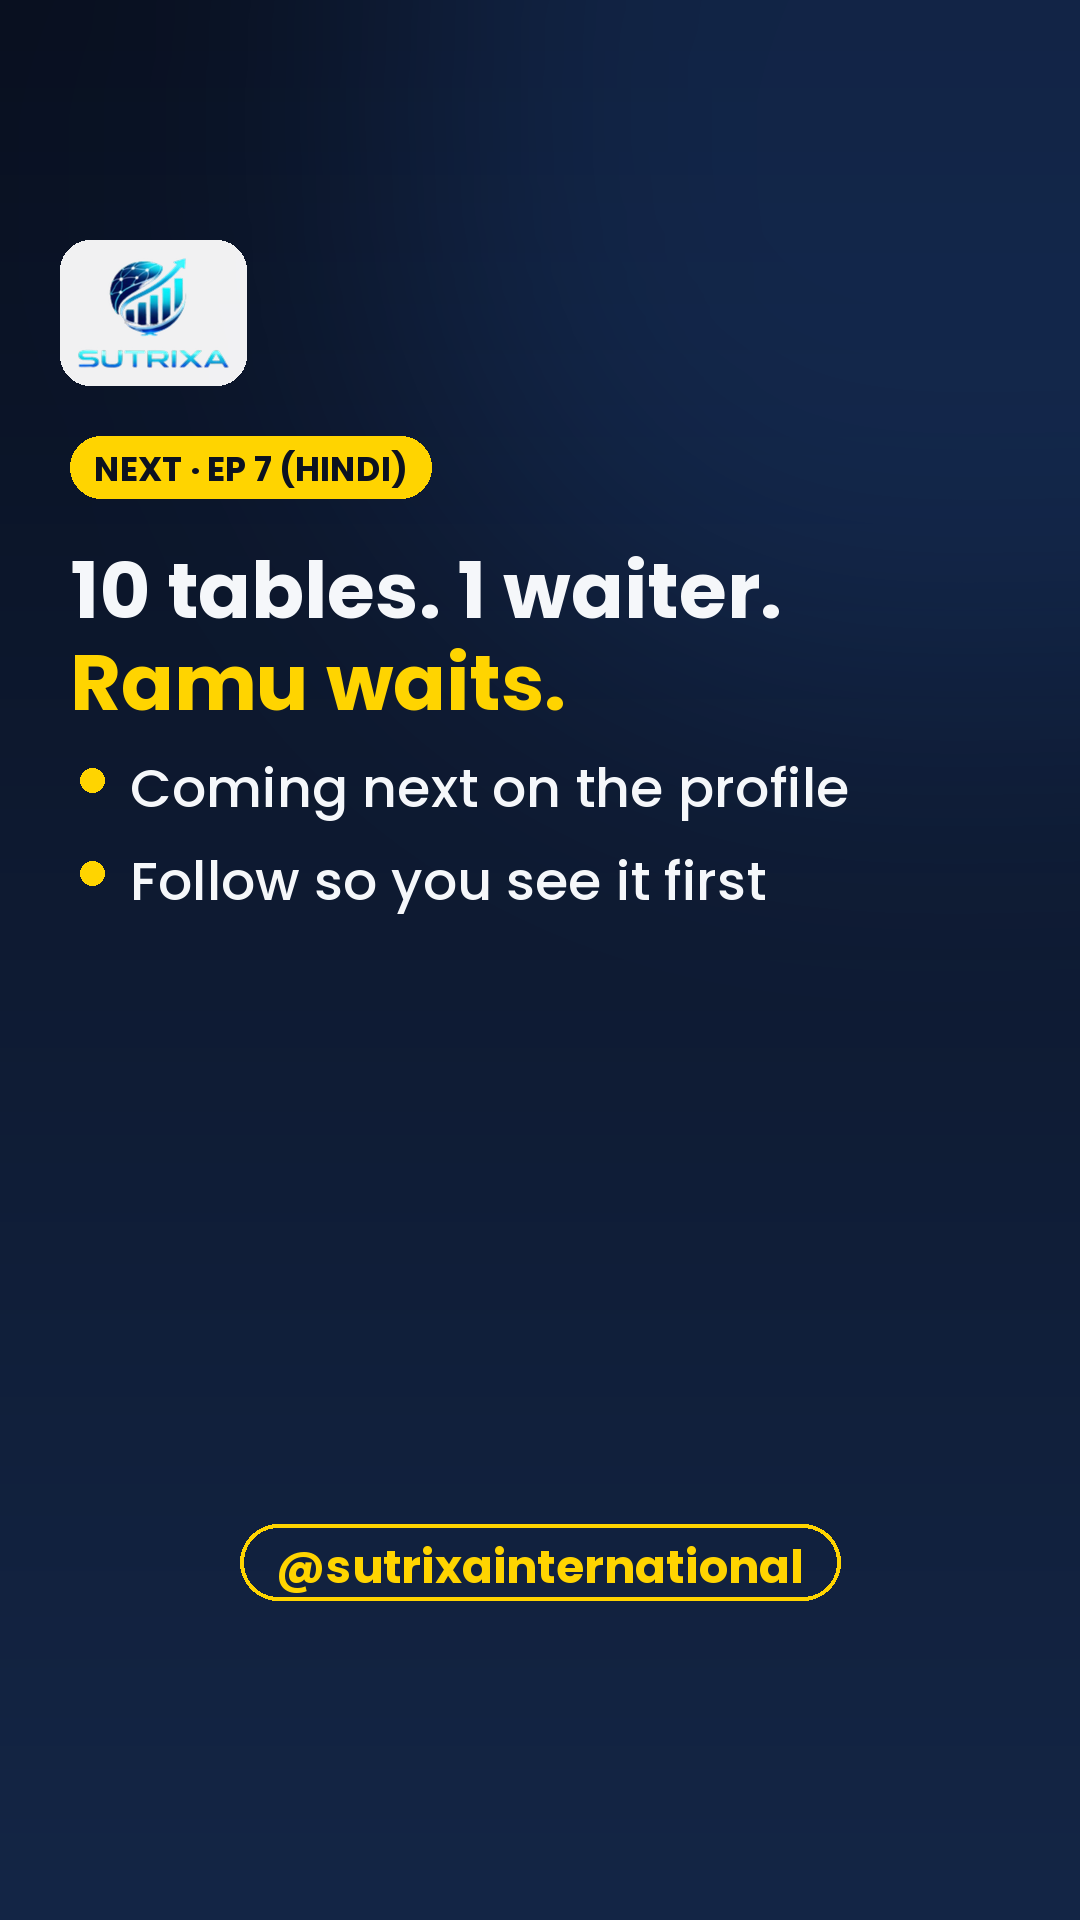 SUTRIXA
NEXT · EP 7 (HINDI)
10 tables. 1 waiter.
Ramu waits.
Coming next on the profile
Follow so you see it first
@sutrixainternational